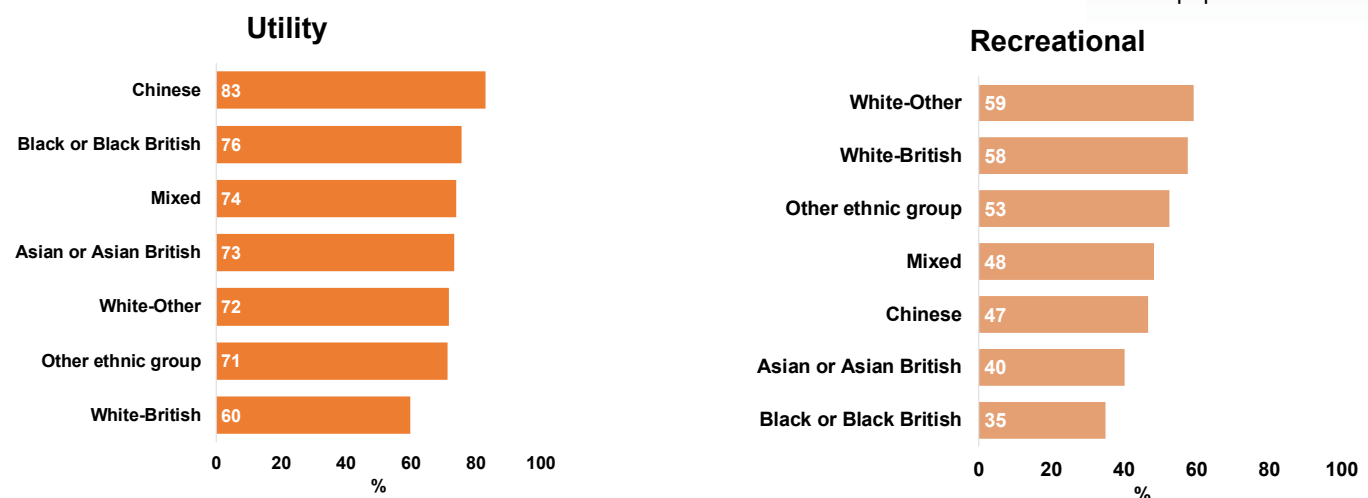 Utility
Chinese 83
Black or Black British 76
Mixed 74
Asian or Asian British 73
White-Other 72
Other ethnic group 71
White-British 60
0 20 40 60 80 100
%
Recreational
White-Other 59
White-British 58
Other ethnic group 53
Mixed 48
Chinese 47
Asian or Asian British 40
Black or Black British 35
0 20 40 60 80 100
%